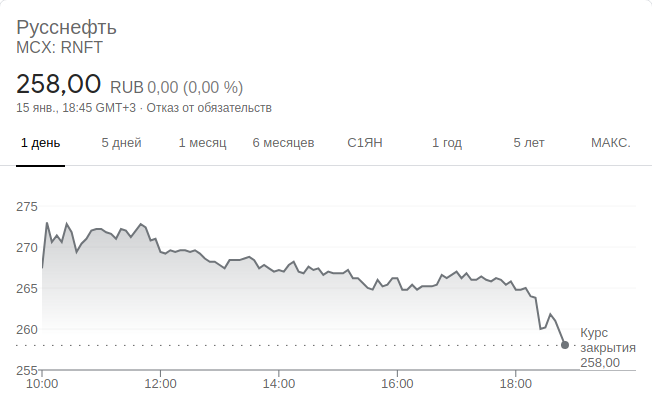 Русснефть
MCX: RNFT
258,00 RUB 0,00 (0,00 %)
15 янв., 18:45 GMT+3 · Отказ от обязательств
1 день 5 дней 1 месяц 6 месяцев С1ЯН 1 год 5 лет МАКС.
275
270
265
260
255
Курс
закрытия
258,00
10:00 12:00 14:00 16:00 18:00